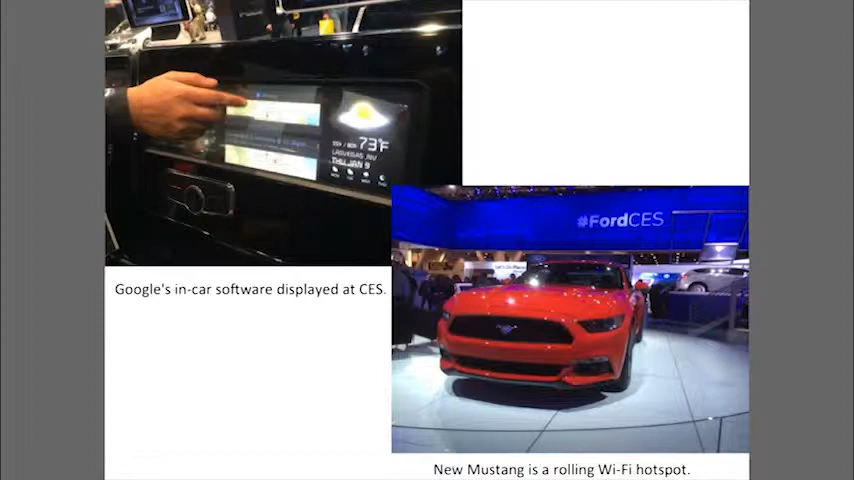 73°F
LAS VEGAS, NV
THU, JAN 9
Google's in-car software displayed at CES.
#FordCES
New Mustang is a rolling Wi-Fi hotspot.